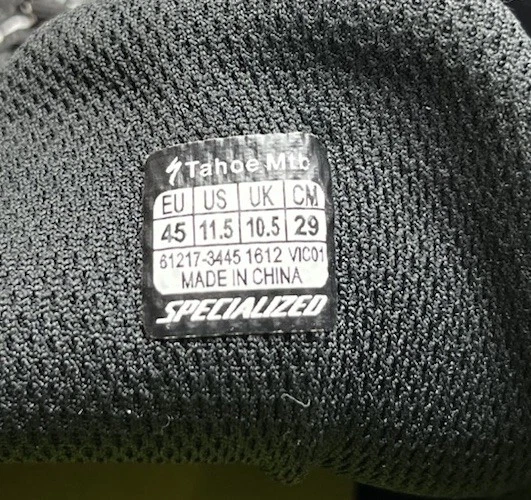 Tahoe Mtb
EU US UK CM
45 11.5 10.5 29
61217-3445 1612 VIC01
MADE IN CHINA
SPECIALIZED